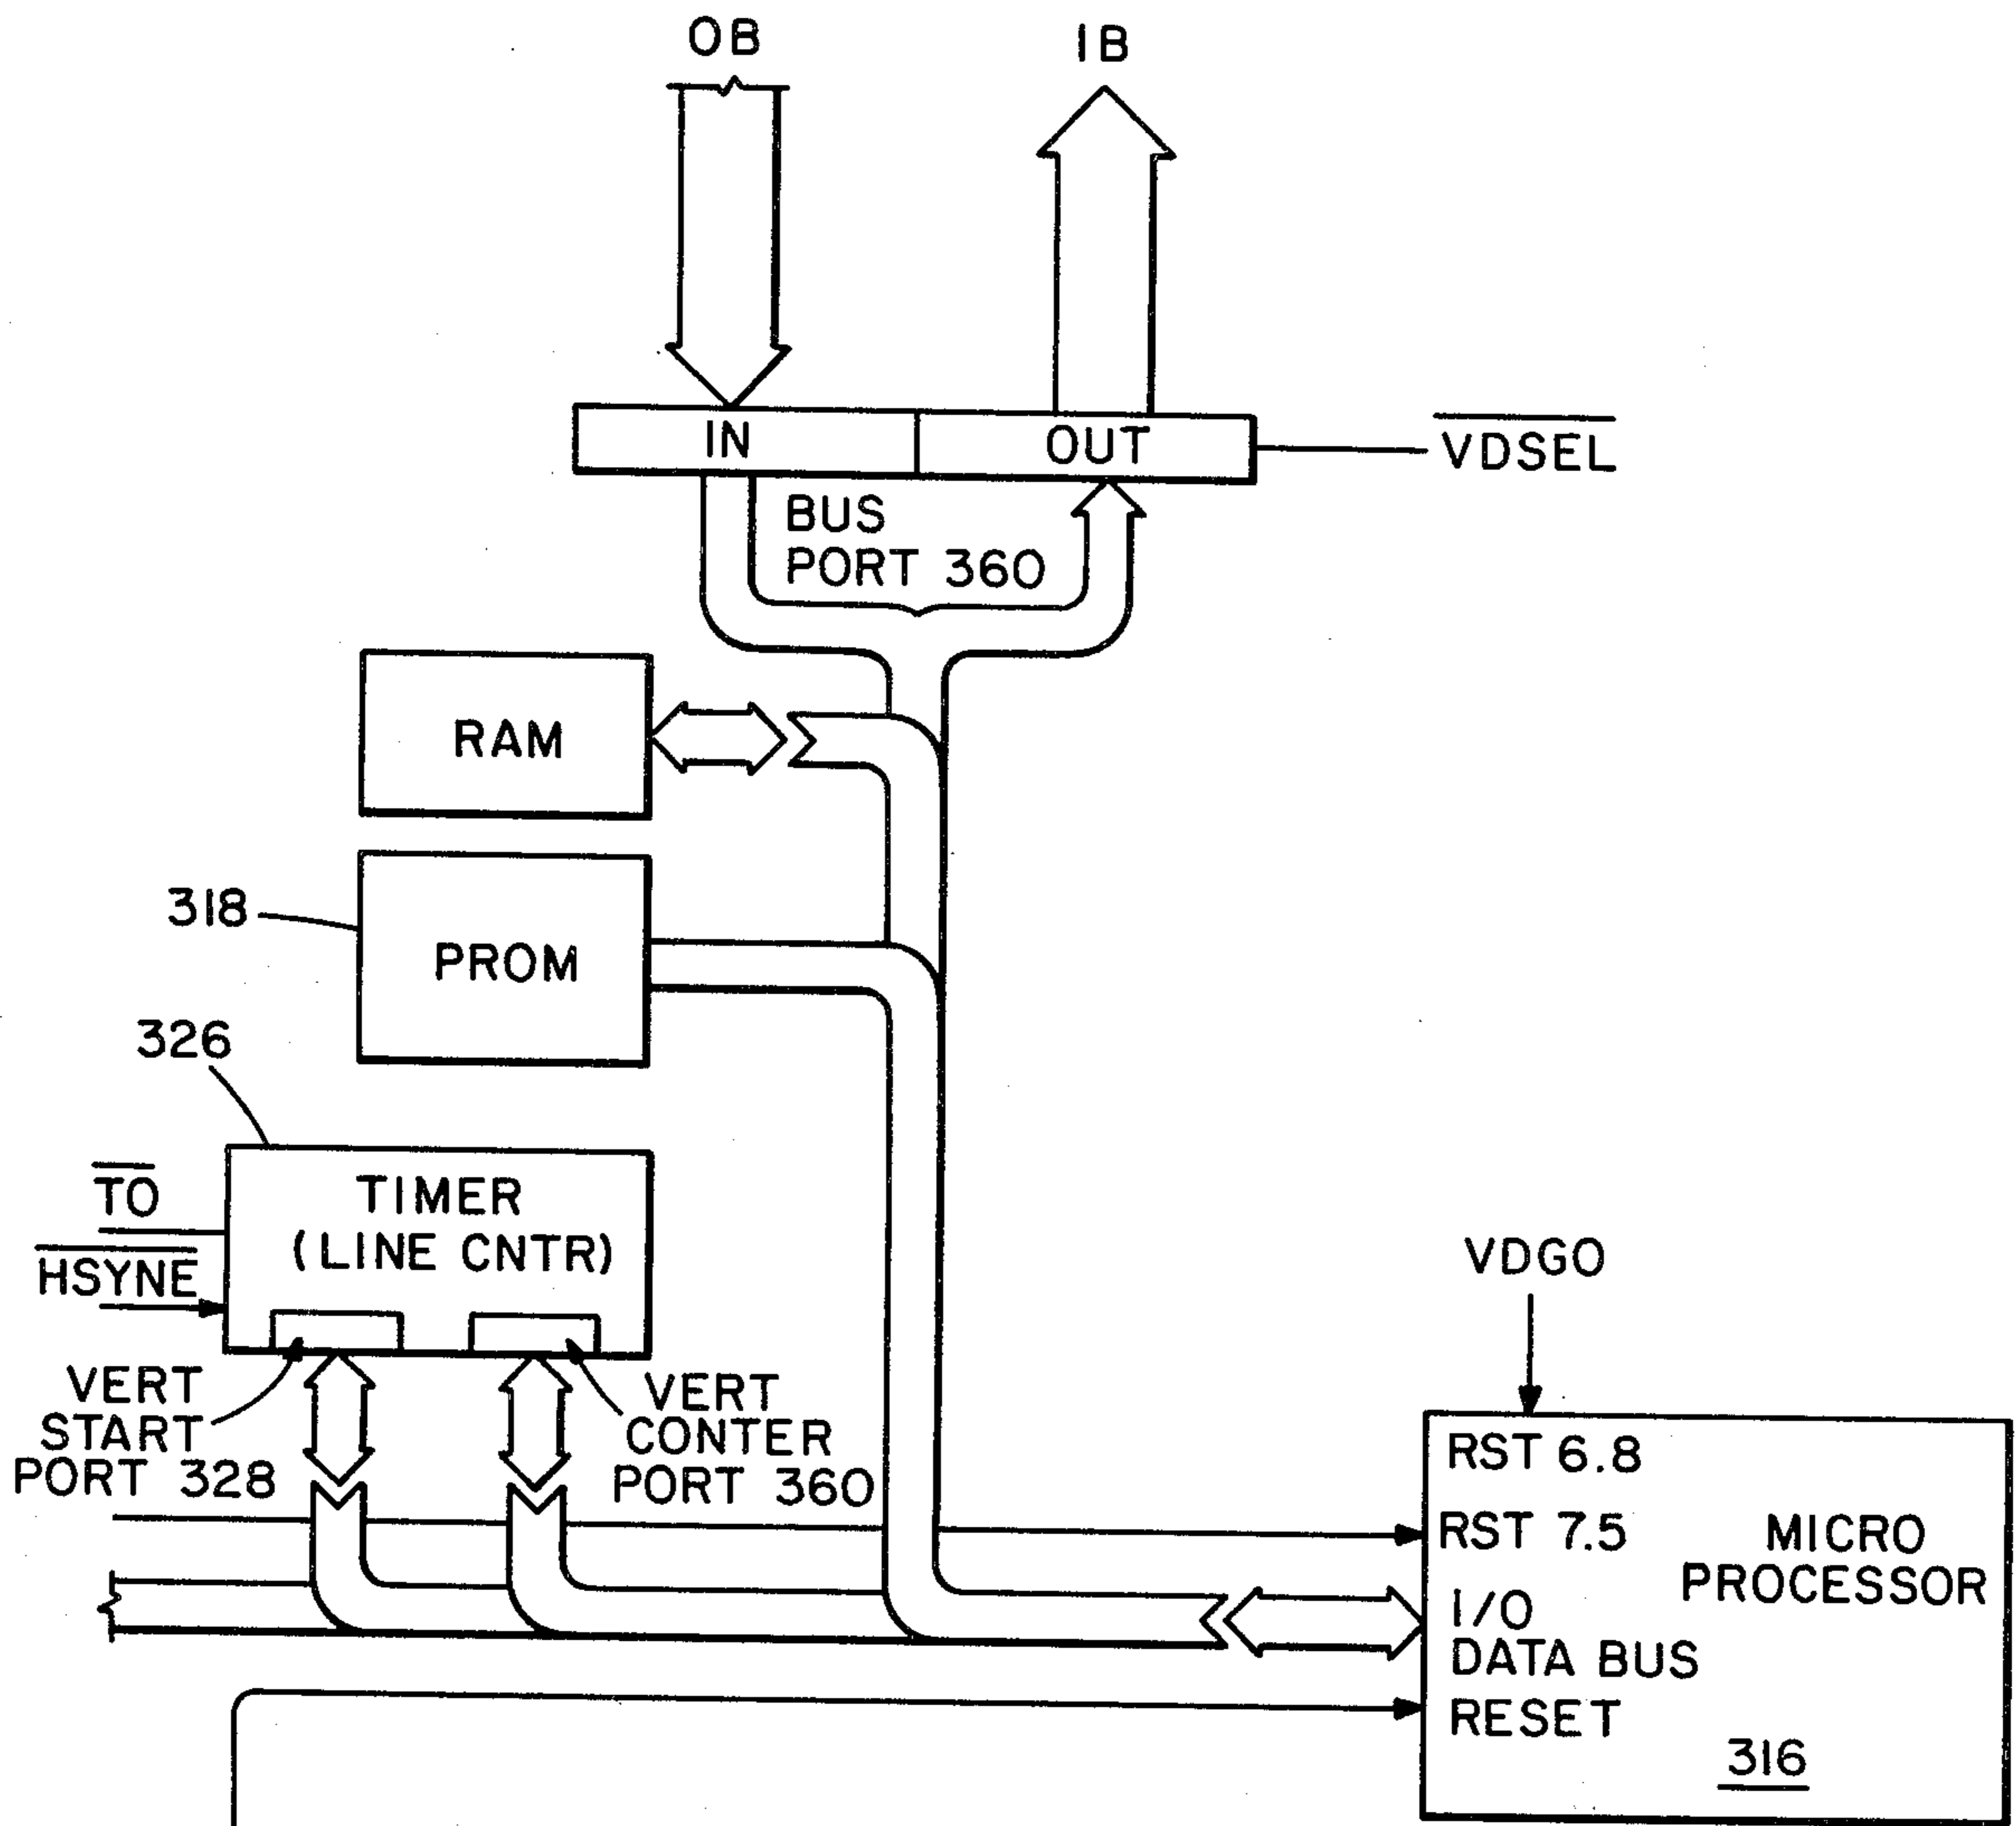 OB
IB
IN
OUT
VDSEL
BUS
PORT 360
RAM
318
PROM
326
TO
TIMER
(LINE CNTR)
HSYNE
VDGO
VERT
START
PORT 328
VERT
CONTER
PORT 360
RST 6.8
RST 7.5
MICRO
PROCESSOR
I/O
DATA BUS
RESET
316